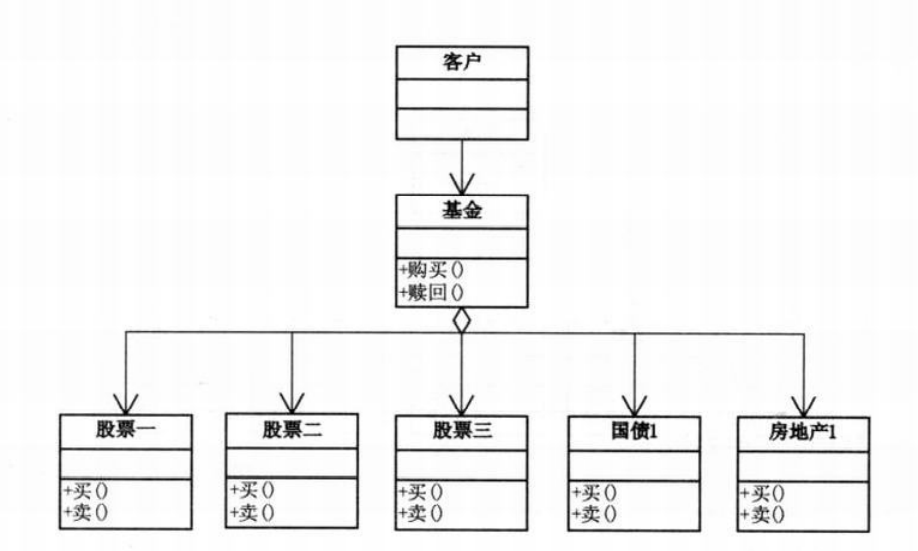 客户
基金
+购买()
+赎回()
股票一
股票二
股票三
国债1
房地产1
+买()
+卖()
+买()
+卖()
+买()
+卖()
+买()
+卖()
+买()
+卖()